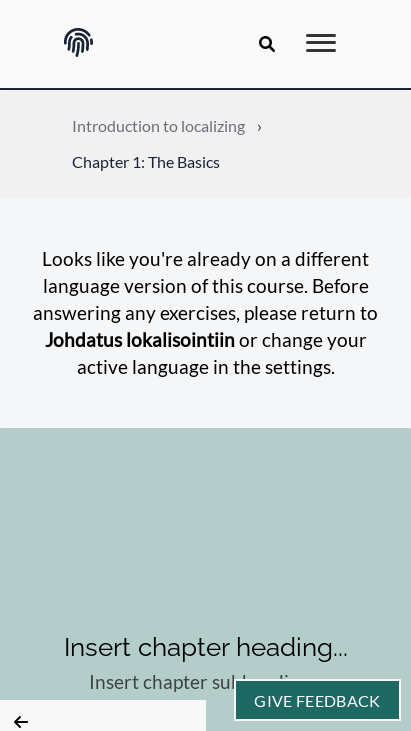 Introduction to localizing ›
Chapter 1: The Basics
Looks like you're already on a different
language version of this course. Before
answering any exercises, please return to
Johdatus lokalisointiin or change your
active language in the settings.
Insert chapter heading...
Insert chapter
GIVE FEEDBACK